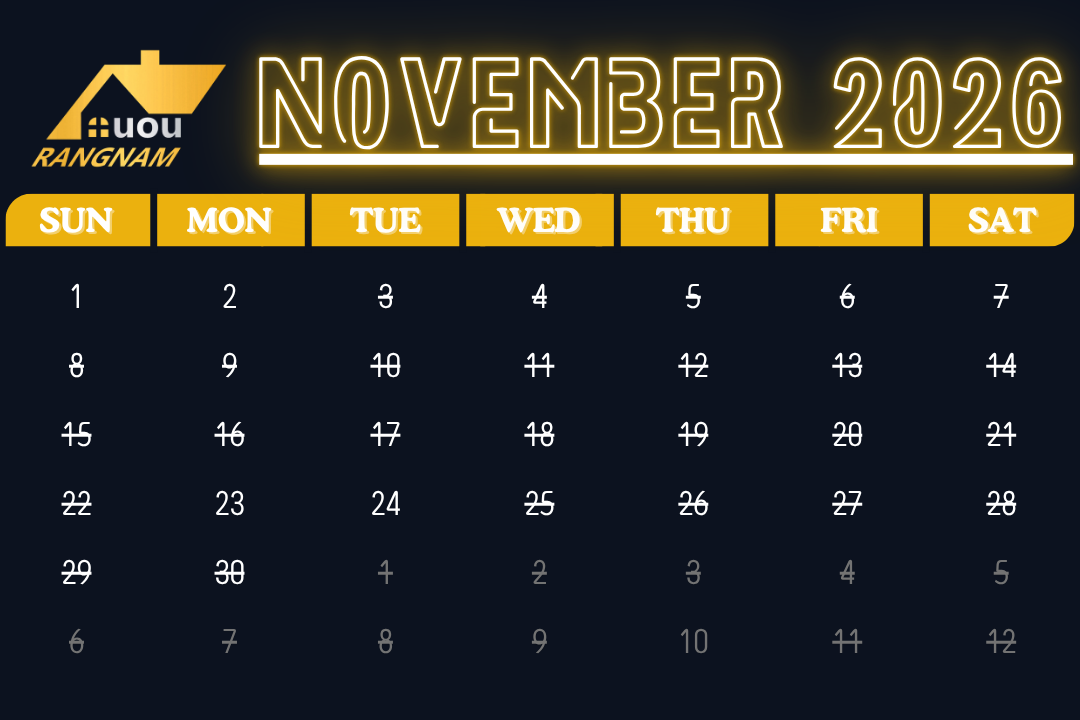 uou
RANGNAM
NOVEMBER 2026
SUN MON TUE WED THU FRI SAT
1 2 3 4 5 6 7
8 9 10 11 12 13 14
15 16 17 18 19 20 21
22 23 24 25 26 27 28
29 30 1 2 3 4 5
6 7 8 9 10 11 12